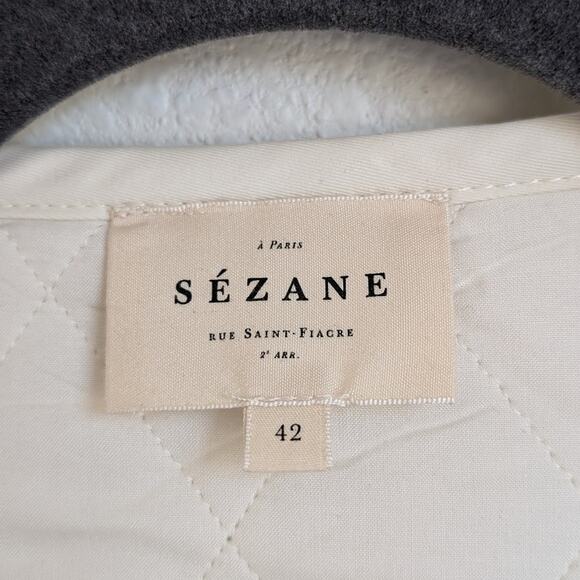 à Paris
SÉZANE
RUE SAINT-FIACRE
2ᵉ ARR.
42